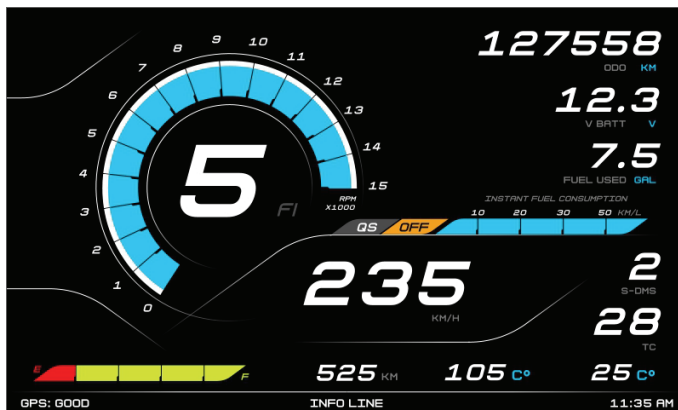 127558
ODO KM
12.3
V BATT V
7.5
FUEL USED GAL
0 1 2 3 4 5 6 7 8 9 10 11 12 13 14 15
RPM
X1000
5
FI
INSTANT FUEL CONSUMPTION
10 20 30 50 KM/L
QS OFF
235
KM/H
2
S-DMS
28
TC
E F
525 KM 105 C° 25 C°
GPS: GOOD INFO LINE 11:35 AM